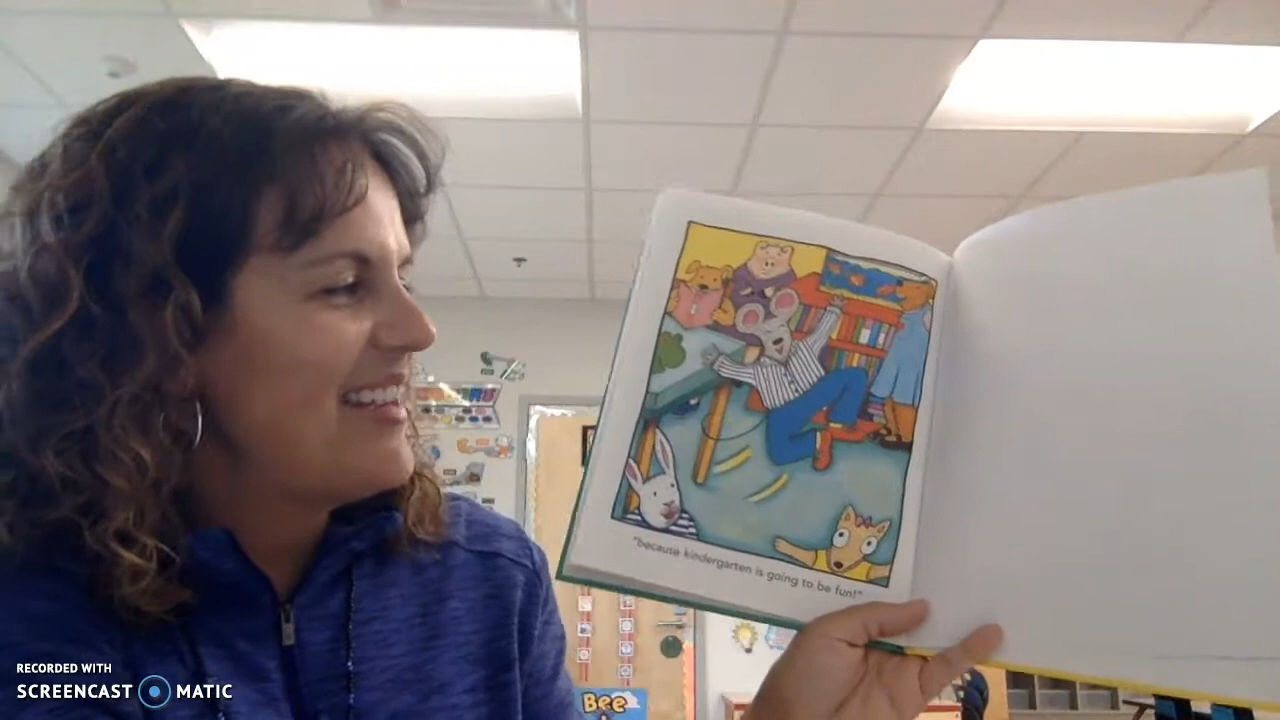 "because kindergarten is going to be fun!"
Bee
RECORDED WITH
SCREENCAST MATIC